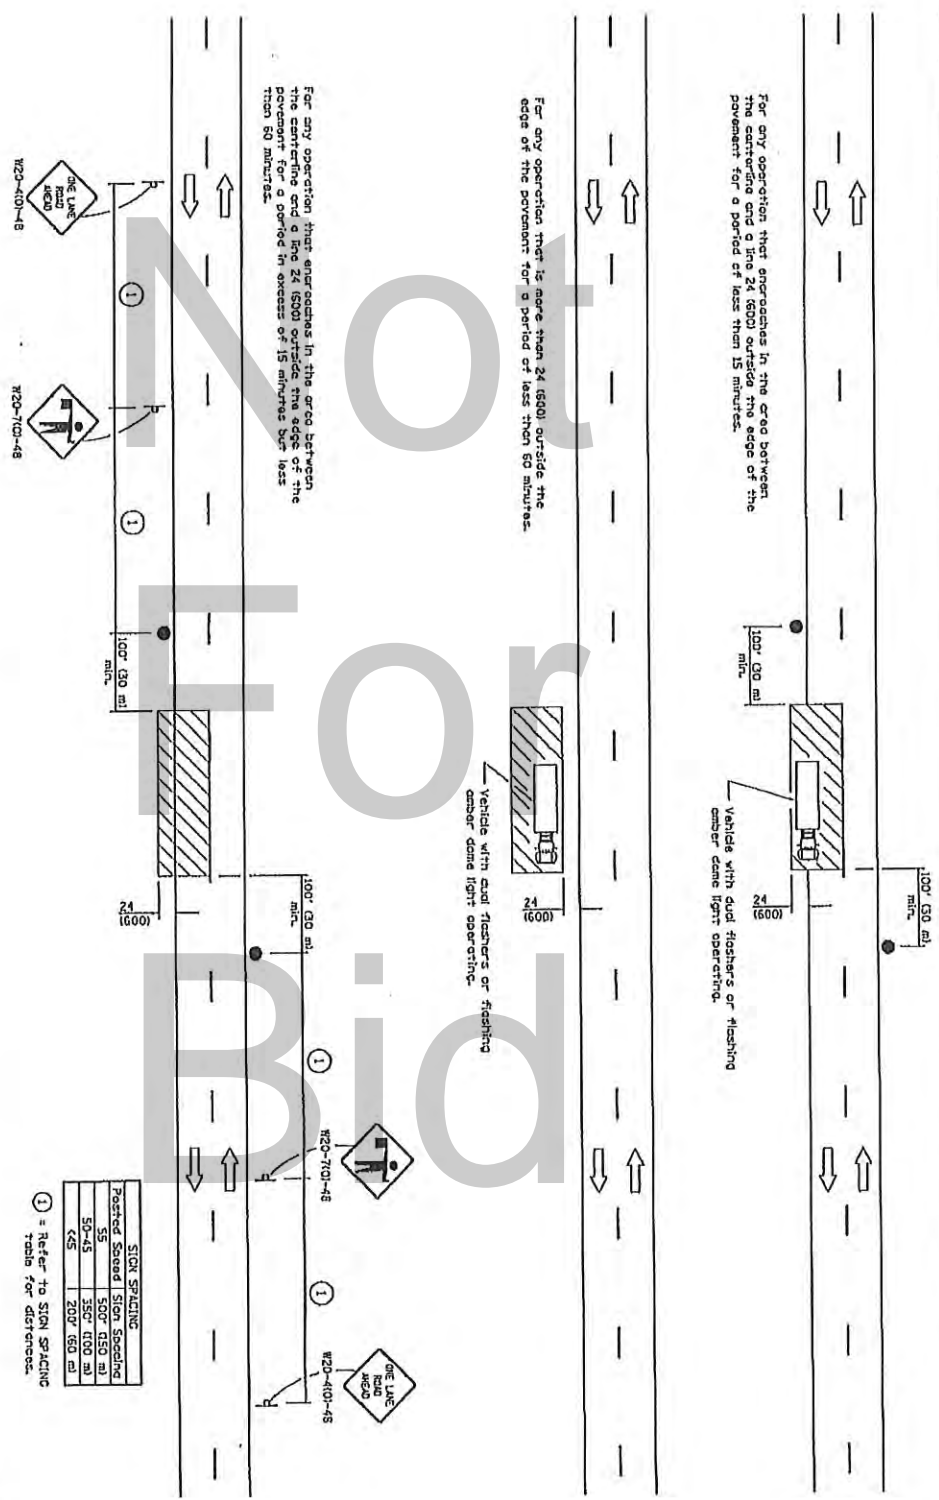 For any operation that encroaches in the area between
the centerline and a line 24 (600) outside the edge of the
pavement for a period of less than 15 minutes.
100' (30 m)
min.
100' (30 m)
min.
24
(600)
Vehicle with dual flashers or flashing
amber dome light operating.
For any operation that is more than 24 (600) outside the
edge of the pavement for a period of less than 60 minutes.
24
(600)
Vehicle with dual flashers or flashing
amber dome light operating.
For any operation that encroaches in the area between
the centerline and a line 24 (600) outside the edge of the
pavement for a period in excess of 15 minutes but less
than 60 minutes.
100' (30 m)
min.
1
1
W20-7(O)-48
ONE LANE
ROAD
AHEAD
W20-4(O)-48
ONE LANE
ROAD
AHEAD
W20-4(O)-48
1
W20-7(O)-48
1
100' (30 m)
min.
24
(600)
SIGN SPACING
Posted Speed Sign Spacing
55 500' (150 m)
50-45 350' (100 m)
<45 200' (60 m)
1 = Refer to SIGN SPACING
table for distances.
Not
For
Bid